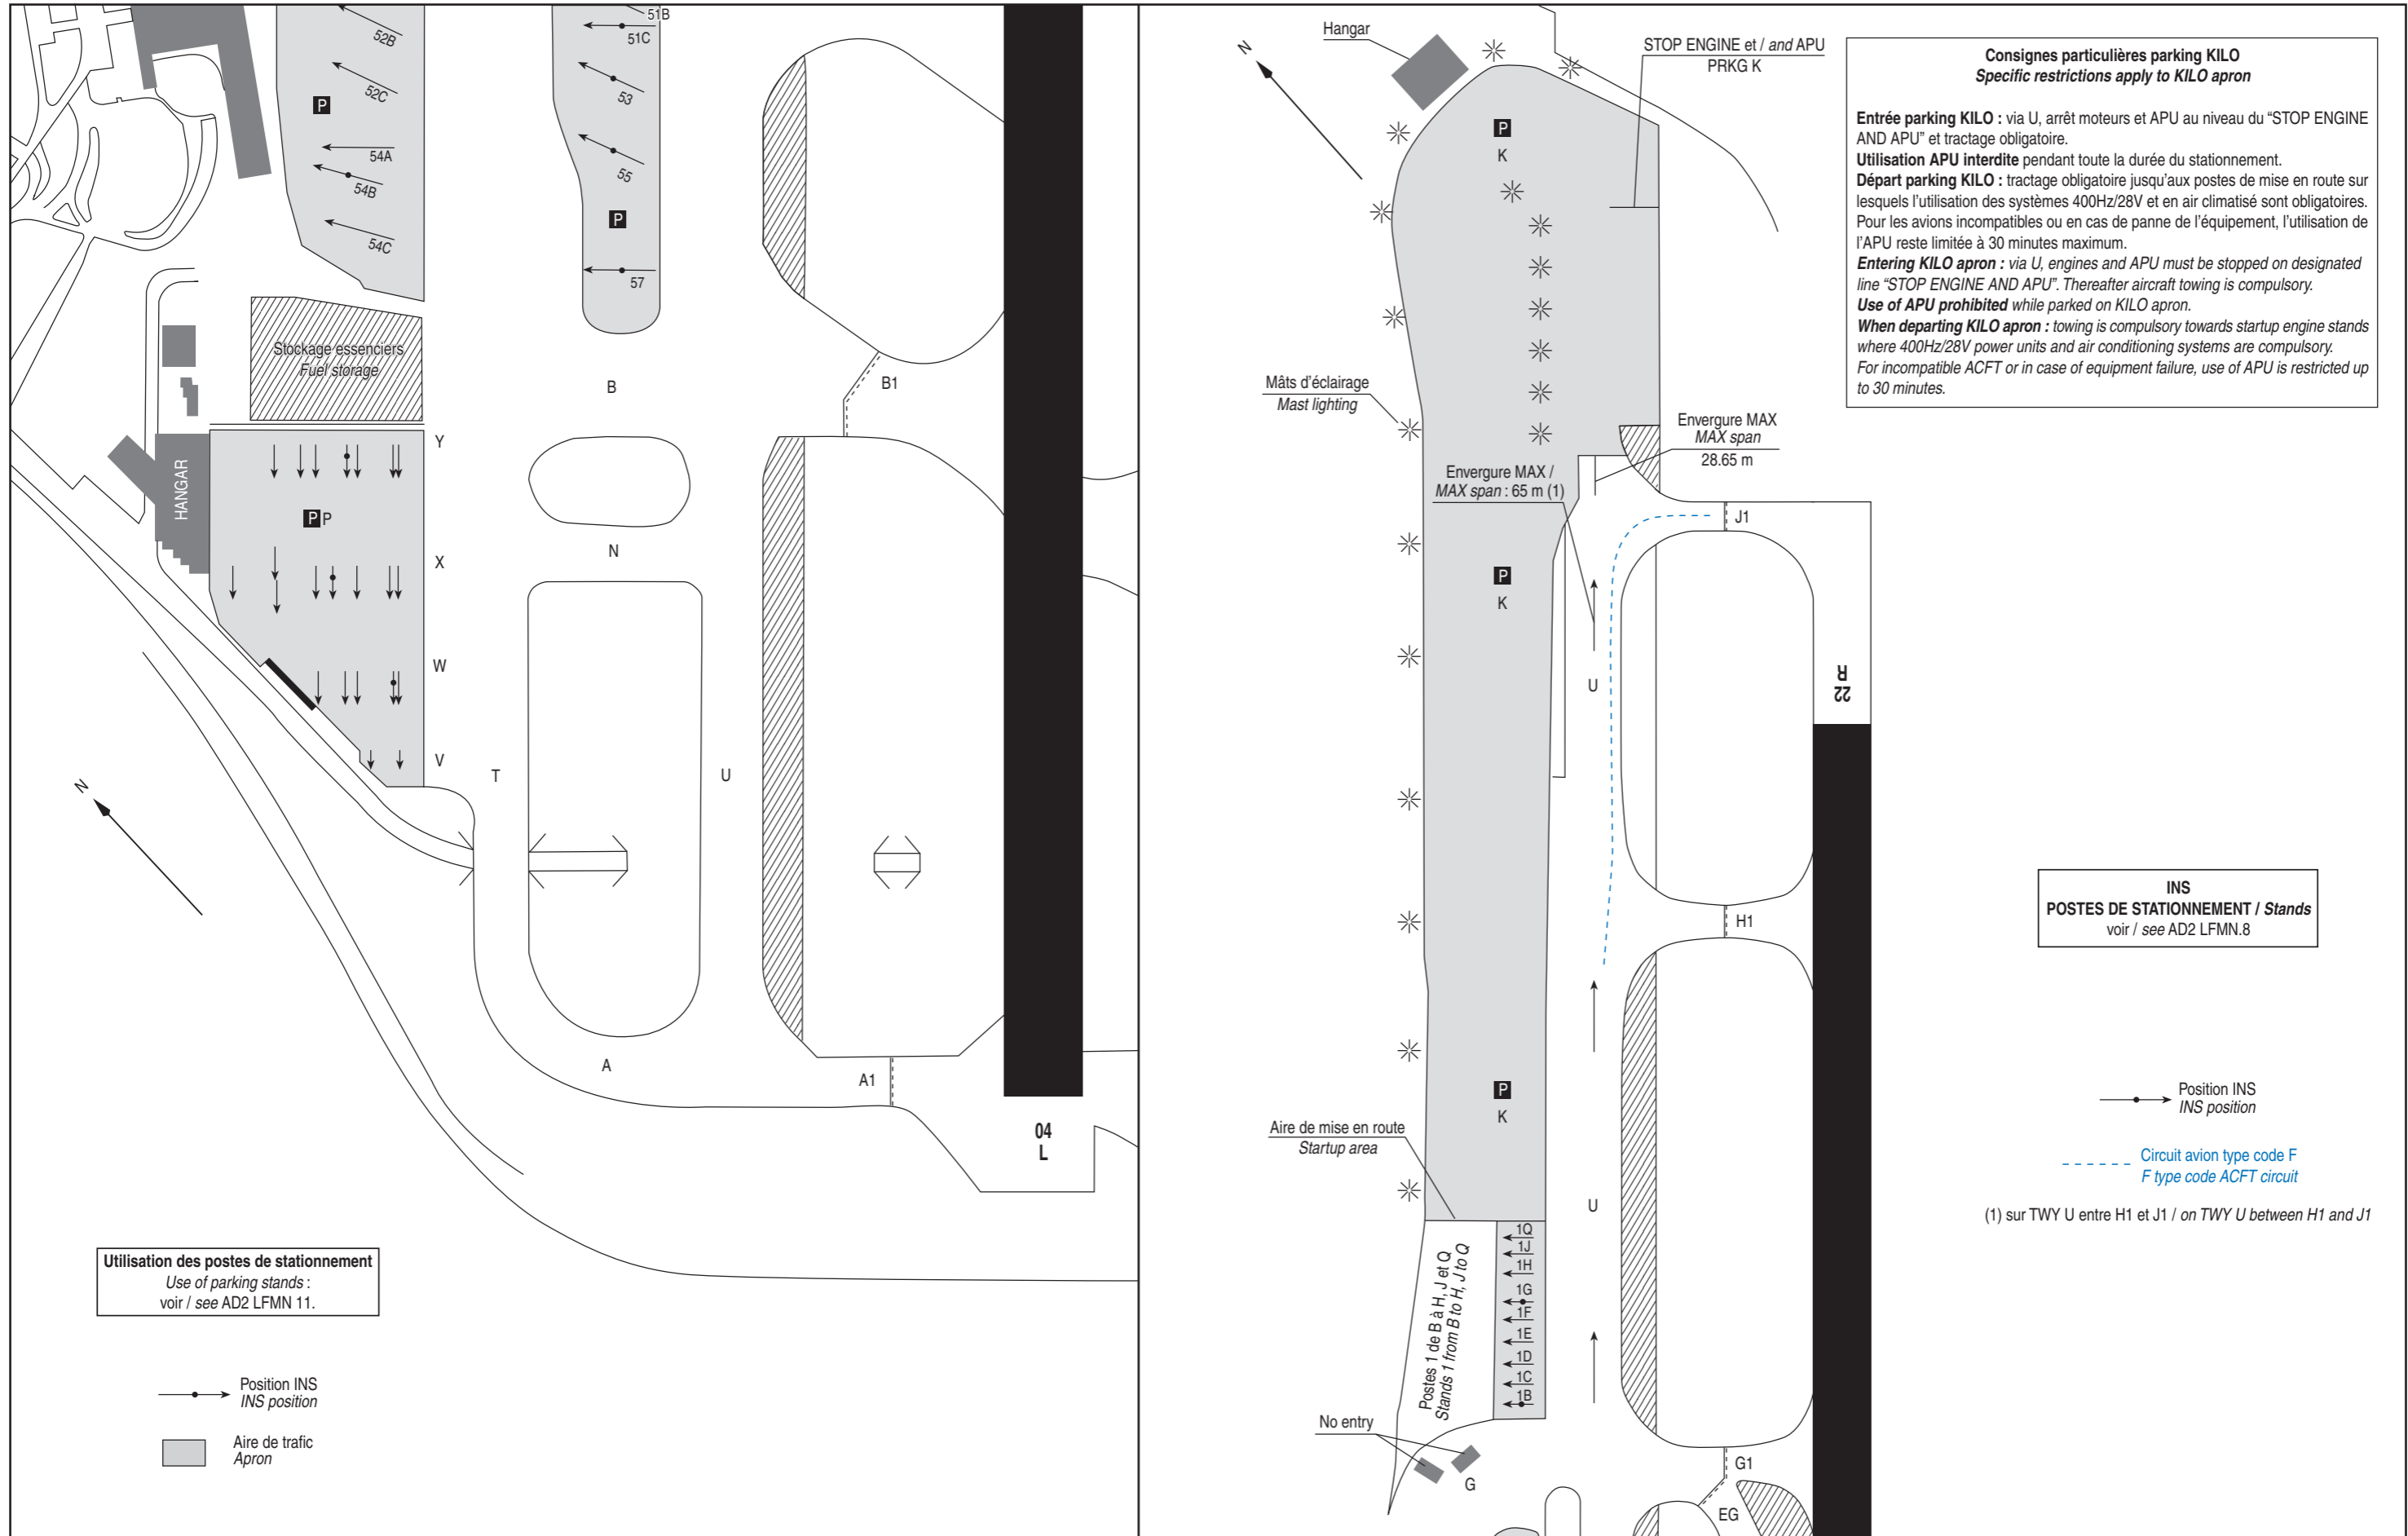 51B
51C
52B
52C
53
54A
54B
54C
55
57
P
P
Stockage essenciers
Fuel storage
B
B1
HANGAR
Y
P P
X
N
W
V
T
U
N
A
A1
04
L
Utilisation des postes de stationnement
Use of parking stands :
voir / see AD2 LFMN 11.
Position INS
INS position
Aire de trafic
Apron
Hangar
N
STOP ENGINE et / and APU
PRKG K
P
K
Consignes particulières parking KILO
Specific restrictions apply to KILO apron
Entrée parking KILO : via U, arrêt moteurs et APU au niveau du “STOP ENGINE
AND APU” et tractage obligatoire.
Utilisation APU interdite pendant toute la durée du stationnement.
Départ parking KILO : tractage obligatoire jusqu’aux postes de mise en route sur
lesquels l’utilisation des systèmes 400Hz/28V et en air climatisé sont obligatoires.
Pour les avions incompatibles ou en cas de panne de l’équipement, l’utilisation de
l’APU reste limitée à 30 minutes maximum.
Entering KILO apron : via U, engines and APU must be stopped on designated
line “STOP ENGINE AND APU”. Thereafter aircraft towing is compulsory.
Use of APU prohibited while parked on KILO apron.
When departing KILO apron : towing is compulsory towards startup engine stands
where 400Hz/28V power units and air conditioning systems are compulsory.
For incompatible ACFT or in case of equipment failure, use of APU is restricted up
to 30 minutes.
Mâts d’éclairage
Mast lighting
Envergure MAX
MAX span
28.65 m
Envergure MAX /
MAX span : 65 m (1)
J1
P
K
U
22
R
H1
INS
POSTES DE STATIONNEMENT / Stands
voir / see AD2 LFMN.8
P
K
Position INS
INS position
Aire de mise en route
Startup area
Circuit avion type code F
F type code ACFT circuit
(1) sur TWY U entre H1 et J1 / on TWY U between H1 and J1
U
Postes 1 de B à H, J et Q
Stands 1 from B to H, J to Q
1Q
1J
1H
1G
1F
1E
1D
1C
1B
No entry
G
G1
EG